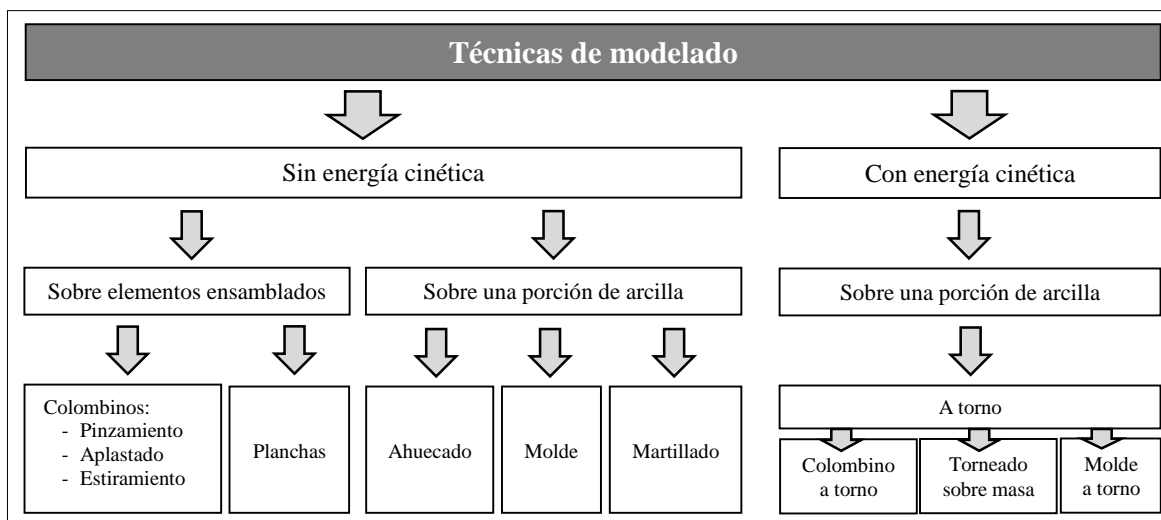 Técnicas de modelado
Sin energía cinética
Con energía cinética
Sobre elementos ensamblados
Sobre una porción de arcilla
Sobre una porción de arcilla
Colombinos:
- Pinzamiento
- Aplastado
- Estiramiento
Planchas
Ahuecado
Molde
Martillado
A torno
Colombino
a torno
Torneado
sobre masa
Molde
a torno